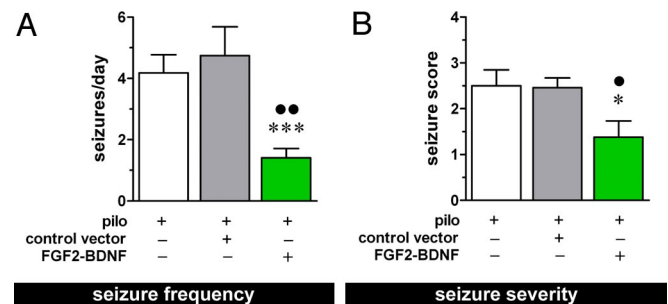 A
seizures/day
6
4
2
0
●●
***
pilo + + +
control vector – + –
FGF2-BDNF – – +
seizure frequency
B
seizure score
4
3
2
1
0
●
*
pilo + + +
control vector – + –
FGF2-BDNF – – +
seizure severity